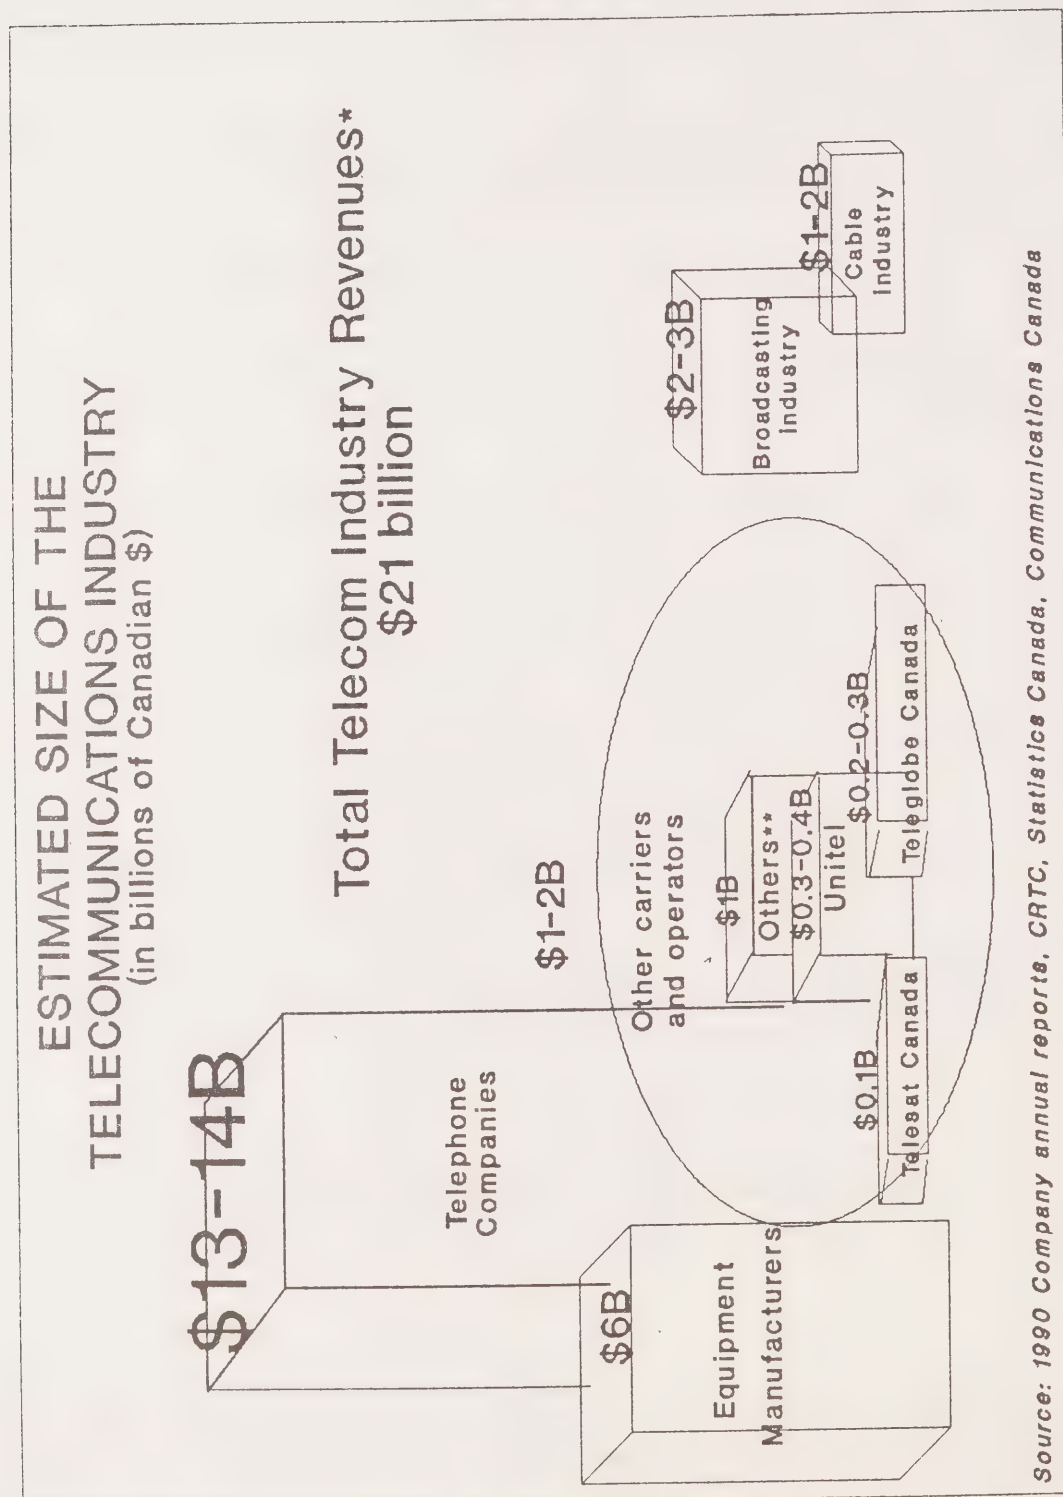 ESTIMATED SIZE OF THE
TELECOMMUNICATIONS INDUSTRY
(in billions of Canadian $)
Total Telecom Industry Revenues*
$21 billion
$13-14B
Telephone
Companies
$6B
Equipment
Manufacturers
$1-2B
Other carriers
and operators
$1B
Others**
$0.3-0.4B
Unitel
$0.1B
Telesat Canada
$0.2-0.3B
Teleglobe Canada
$2-3B
Broadcasting
Industry
$1-2B
Cable
Industry
Source: 1990 Company annual reports, CRTC, Statistics Canada, Communications Canada